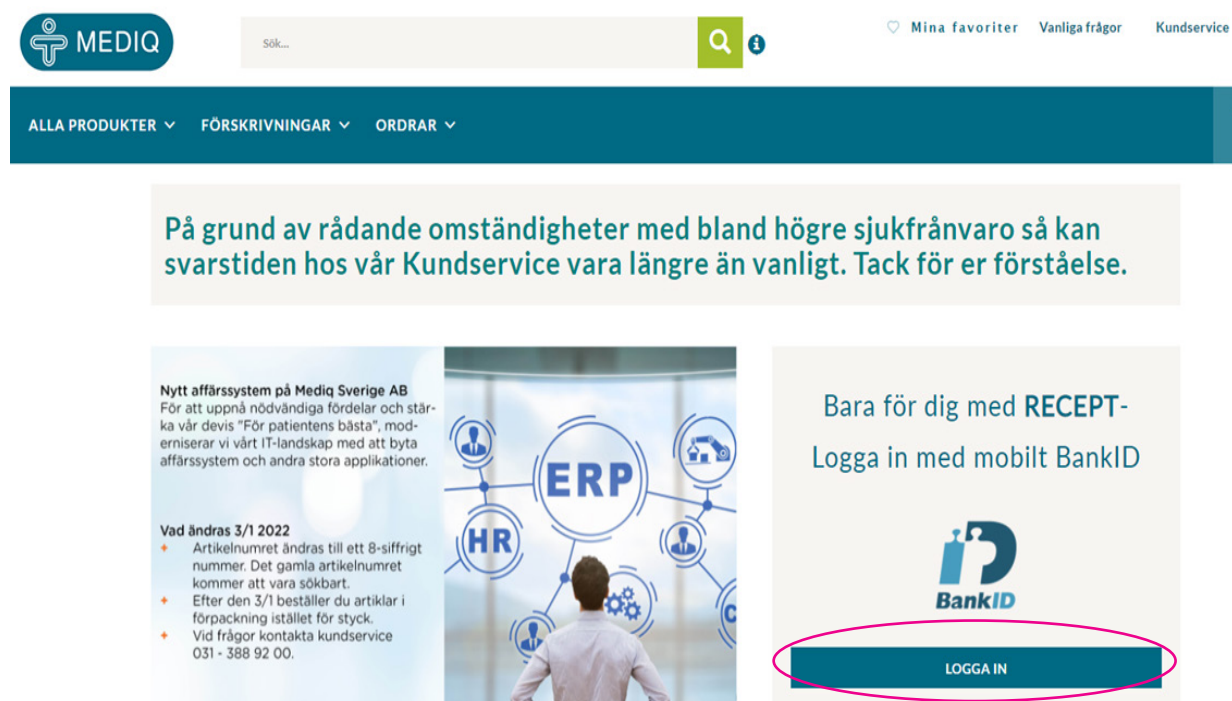 MEDIQ
Sök...
Mina favoriter
Vanliga frågor
Kundservice
ALLA PRODUKTER
FÖRSKRIVNINGAR
ORDRAR
På grund av rådande omständigheter med bland högre sjukfrånvaro så kan
svarstiden hos vår Kundservice vara längre än vanligt. Tack för er förståelse.
Nytt affärssystem på Mediq Sverige AB
För att uppnå nödvändiga fördelar och stär-
ka vår devis "För patientens bästa", mod-
erniserar vi vårt IT-landskap med att byta
affärssystem och andra stora applikationer.
Vad ändras 3/1 2022
+ Artikelnumret ändras till ett 8-siffrigt
nummer. Det gamla artikelnumret
kommer att vara sökbart.
+ Efter den 3/1 beställer du artiklar i
förpackning istället för styck.
+ Vid frågor kontakta kundservice
031 - 388 92 00.
ERP
HR
C
Bara för dig med RECEPT-
Logga in med mobilt BankID
BankID
LOGGA IN